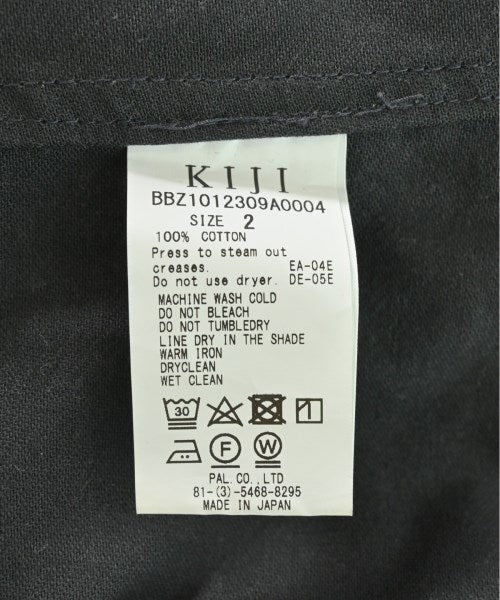 KIJI
BBZ1012309A0004
SIZE 2
100% COTTON
Press to steam out
creases. EA-04E
Do not use dryer. DE-05E
MACHINE WASH COLD
DO NOT BLEACH
DO NOT TUMBLEDRY
LINE DRY IN THE SHADE
WARM IRON
DRYCLEAN
WET CLEAN
30
F W
PAL.CO.,LTD
81-(3)-5468-8295
MADE IN JAPAN